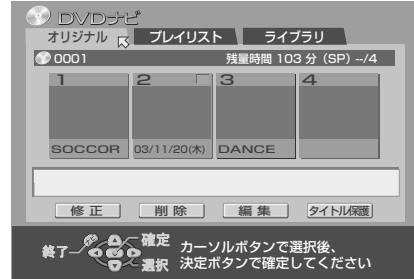 DVDナビ
オリジナル プレイリスト ライブラリ
0001 残量時間 103 分（SP）--/4
1 2 3 4
SOCCOR 03/11/20(木) DANCE
修正 削除 編集 タイトル保護
終了 確定 選択 カーソルボタンで選択後、
決定ボタンで確定してください